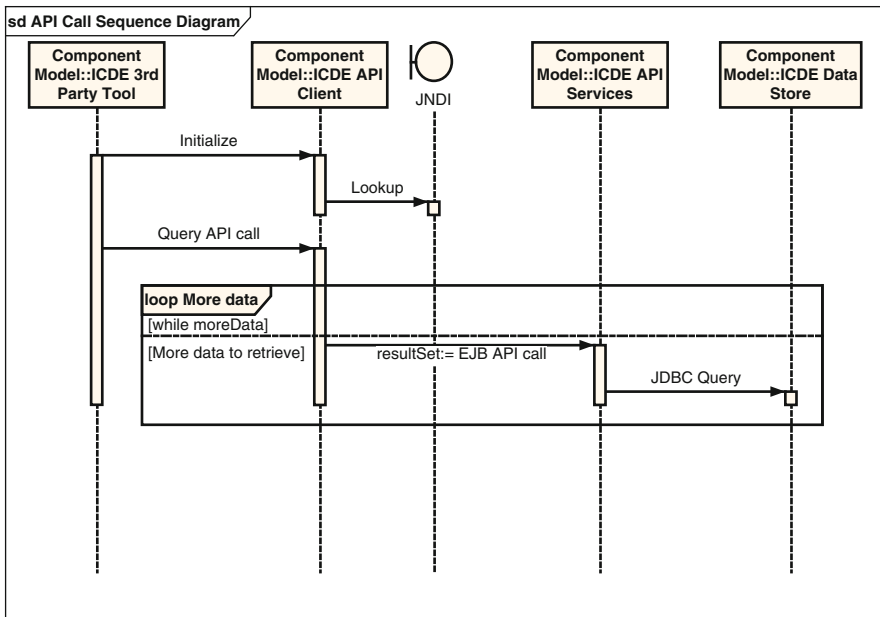 sd API Call Sequence Diagram
Component
Model::ICDE 3rd
Party Tool
Component
Model::ICDE API
Client
JNDI
Component
Model::ICDE API
Services
Component
Model::ICDE Data
Store
Initialize
Lookup
Query API call
loop More data
[while moreData]
[More data to retrieve]
resultSet:= EJB API call
JDBC Query